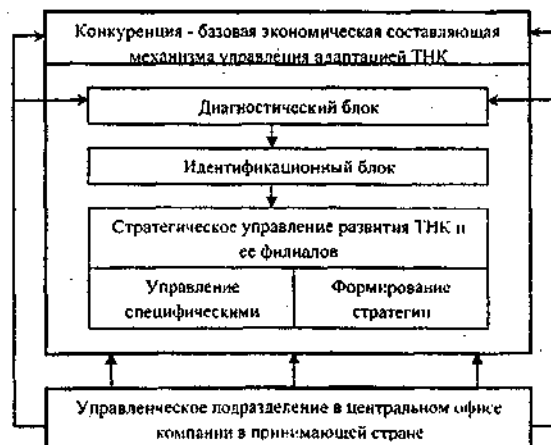 Конкуренция - базовая экономическая составляющая
механизма управления адаптацией ТНК
Диагностический блок
Идентификационный блок
Стратегическое управление развития ТНК и
ее филиалов
Управление
специфическими
Формирование
стратегии
Управленческое подразделение в центральном офисе
компании в принимающей стране